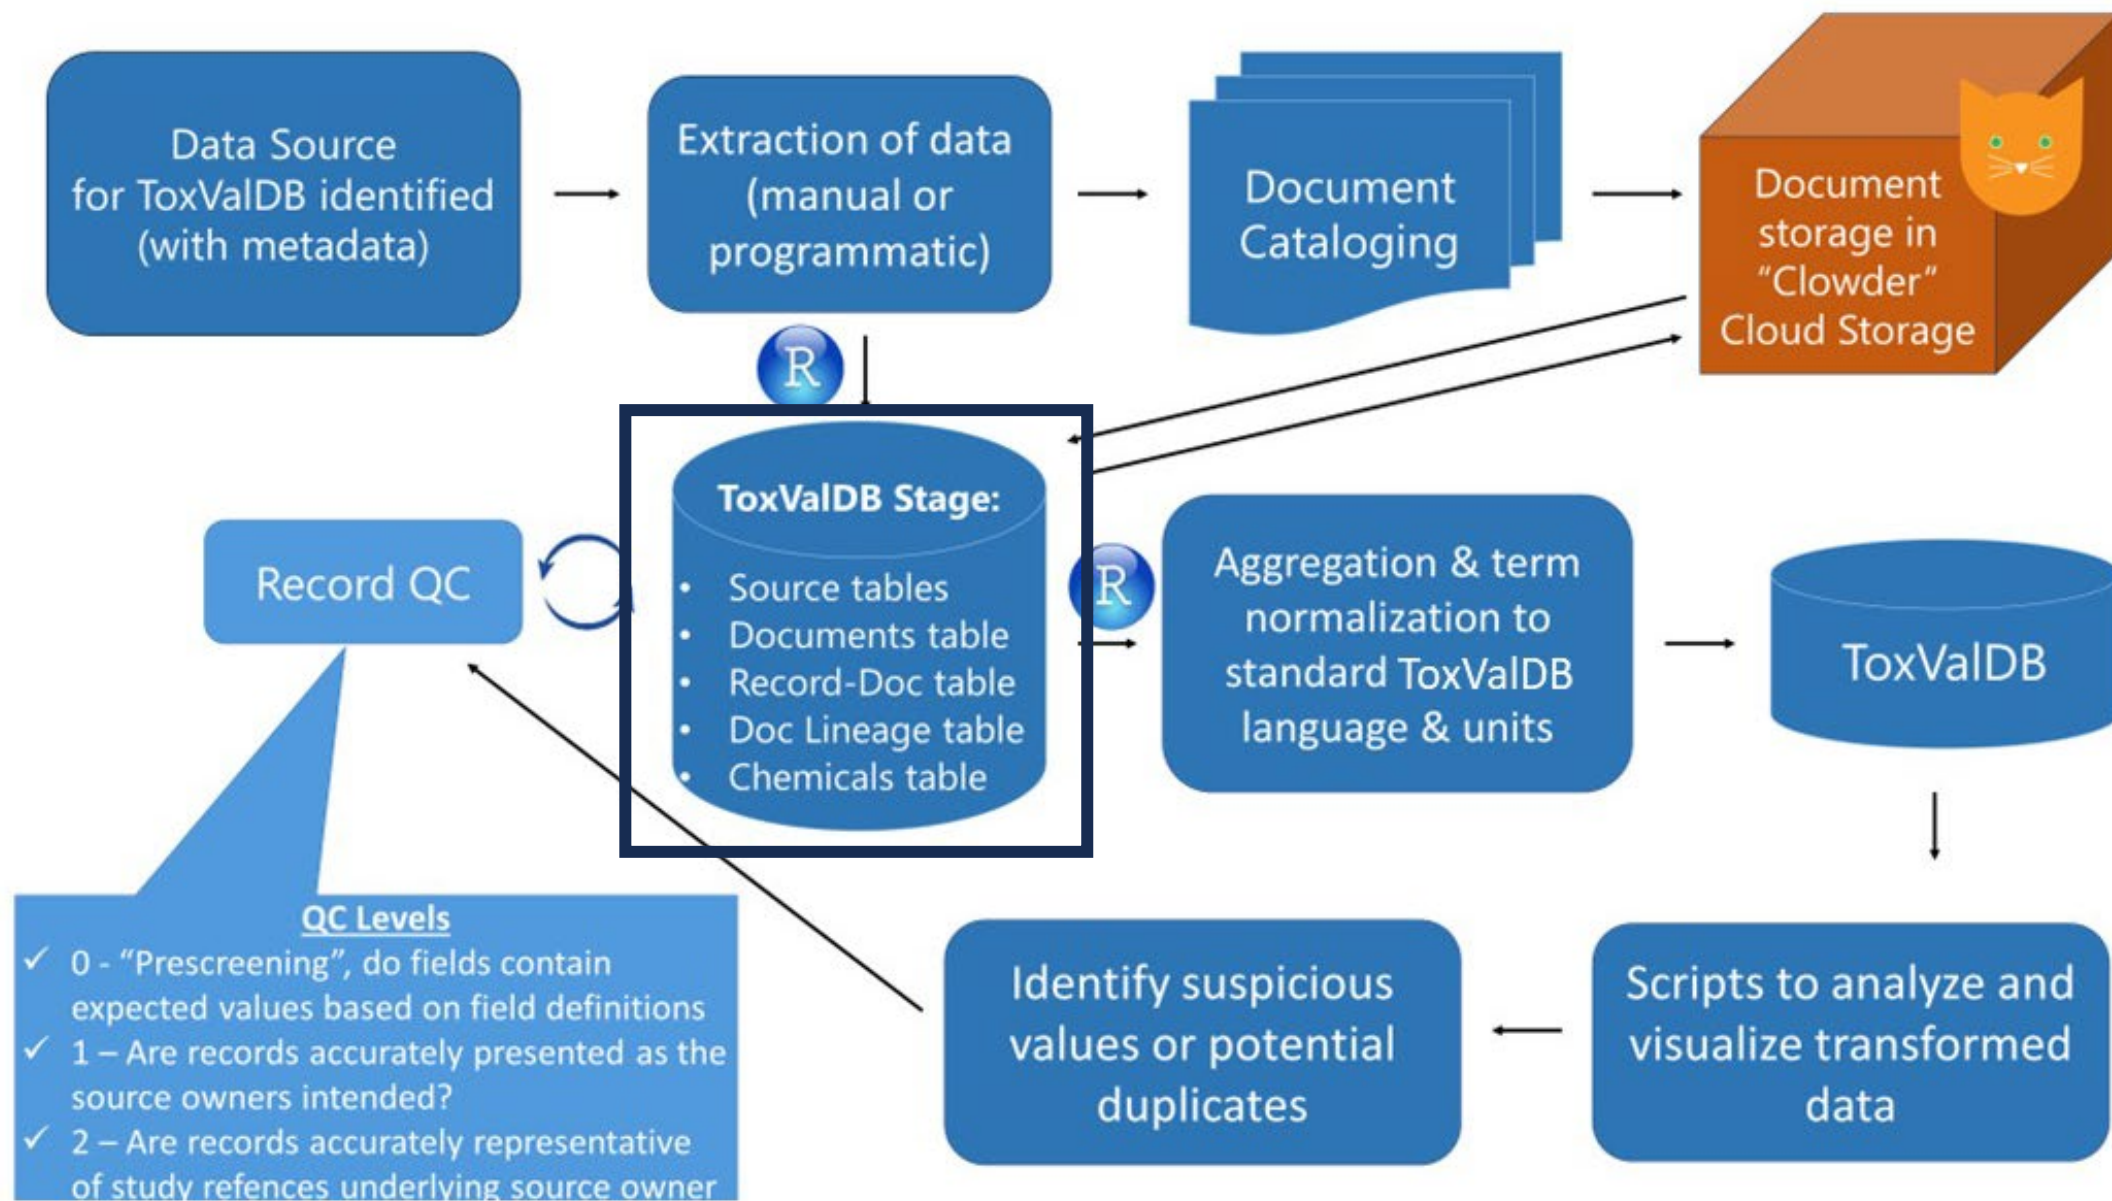 Data Source
for ToxValDB identified
(with metadata)
Extraction of data
(manual or
programmatic)
Document
Cataloging
Document
storage in
“Clowder”
Cloud Storage
R
ToxValDB Stage:
• Source tables
• Documents table
• Record-Doc table
• Doc Lineage table
• Chemicals table
Record QC
R
Aggregation & term
normalization to
standard ToxValDB
language & units
ToxValDB
QC Levels
✓ 0 - “Prescreening”, do fields contain
expected values based on field definitions
✓ 1 – Are records accurately presented as the
source owners intended?
✓ 2 – Are records accurately representative
of study refences underlying source owner
Identify suspicious
values or potential
duplicates
Scripts to analyze and
visualize transformed
data